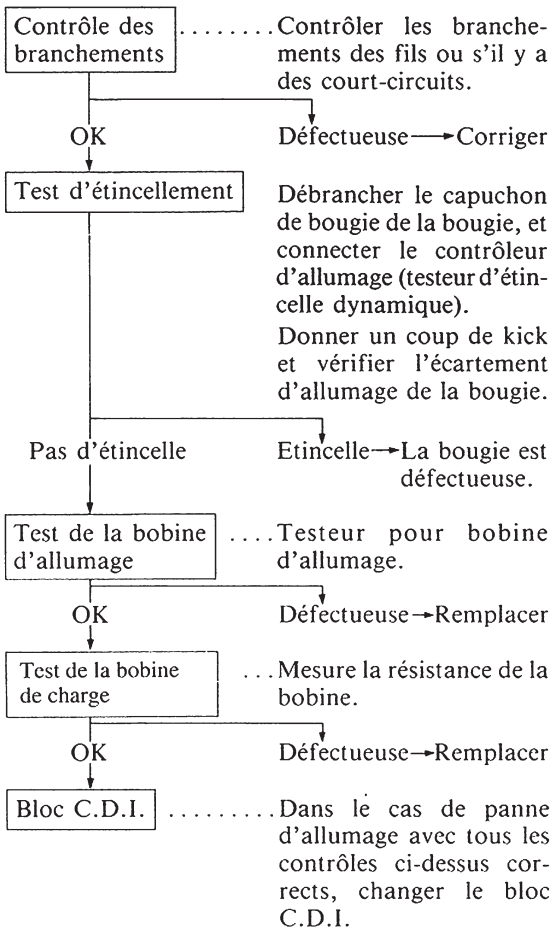 Contrôle des ........ Contrôler les branche-
branchements ments des fils ou s'il y a
des court-circuits.
OK Défectueuse→Corriger
Test d'étincellement Débrancher le capuchon
de bougie de la bougie, et
connecter le contrôleur
d'allumage (testeur d'étin-
celle dynamique).
Donner un coup de kick
et vérifier l'écartement
d'allumage de la bougie.
Pas d'étincelle Etincelle→La bougie est
défectueuse.
Test de la bobine .... Testeur pour bobine
d'allumage d'allumage.
OK Défectueuse→Remplacer
Test de la bobine ... Mesure la résistance de la
de charge bobine.
OK Défectueuse→Remplacer
Bloc C.D.I. ......... Dans le cas de panne
d'allumage avec tous les
contrôles ci-dessus cor-
rects, changer le bloc
C.D.I.